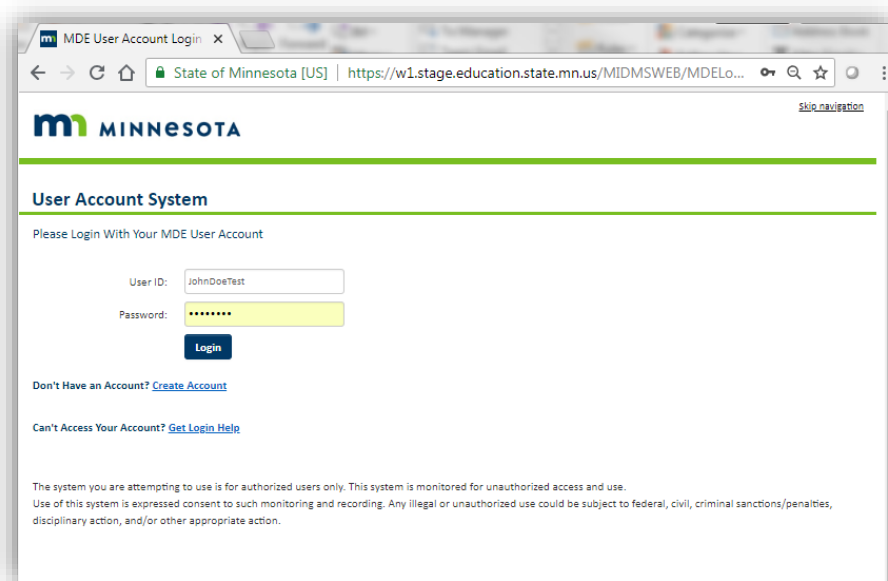 MDE User Account Login
State of Minnesota [US] | https://w1.stage.education.state.mn.us/MIDMSWEB/MDELo...
Skip navigation
mn MINNESOTA
User Account System
Please Login With Your MDE User Account
User ID: JohnDoeTest
Password: ••••••••
Login
Don't Have an Account? Create Account
Can't Access Your Account? Get Login Help
The system you are attempting to use is for authorized users only. This system is monitored for unauthorized access and use.
Use of this system is expressed consent to such monitoring and recording. Any illegal or unauthorized use could be subject to federal, civil, criminal sanctions/penalties,
disciplinary action, and/or other appropriate action.